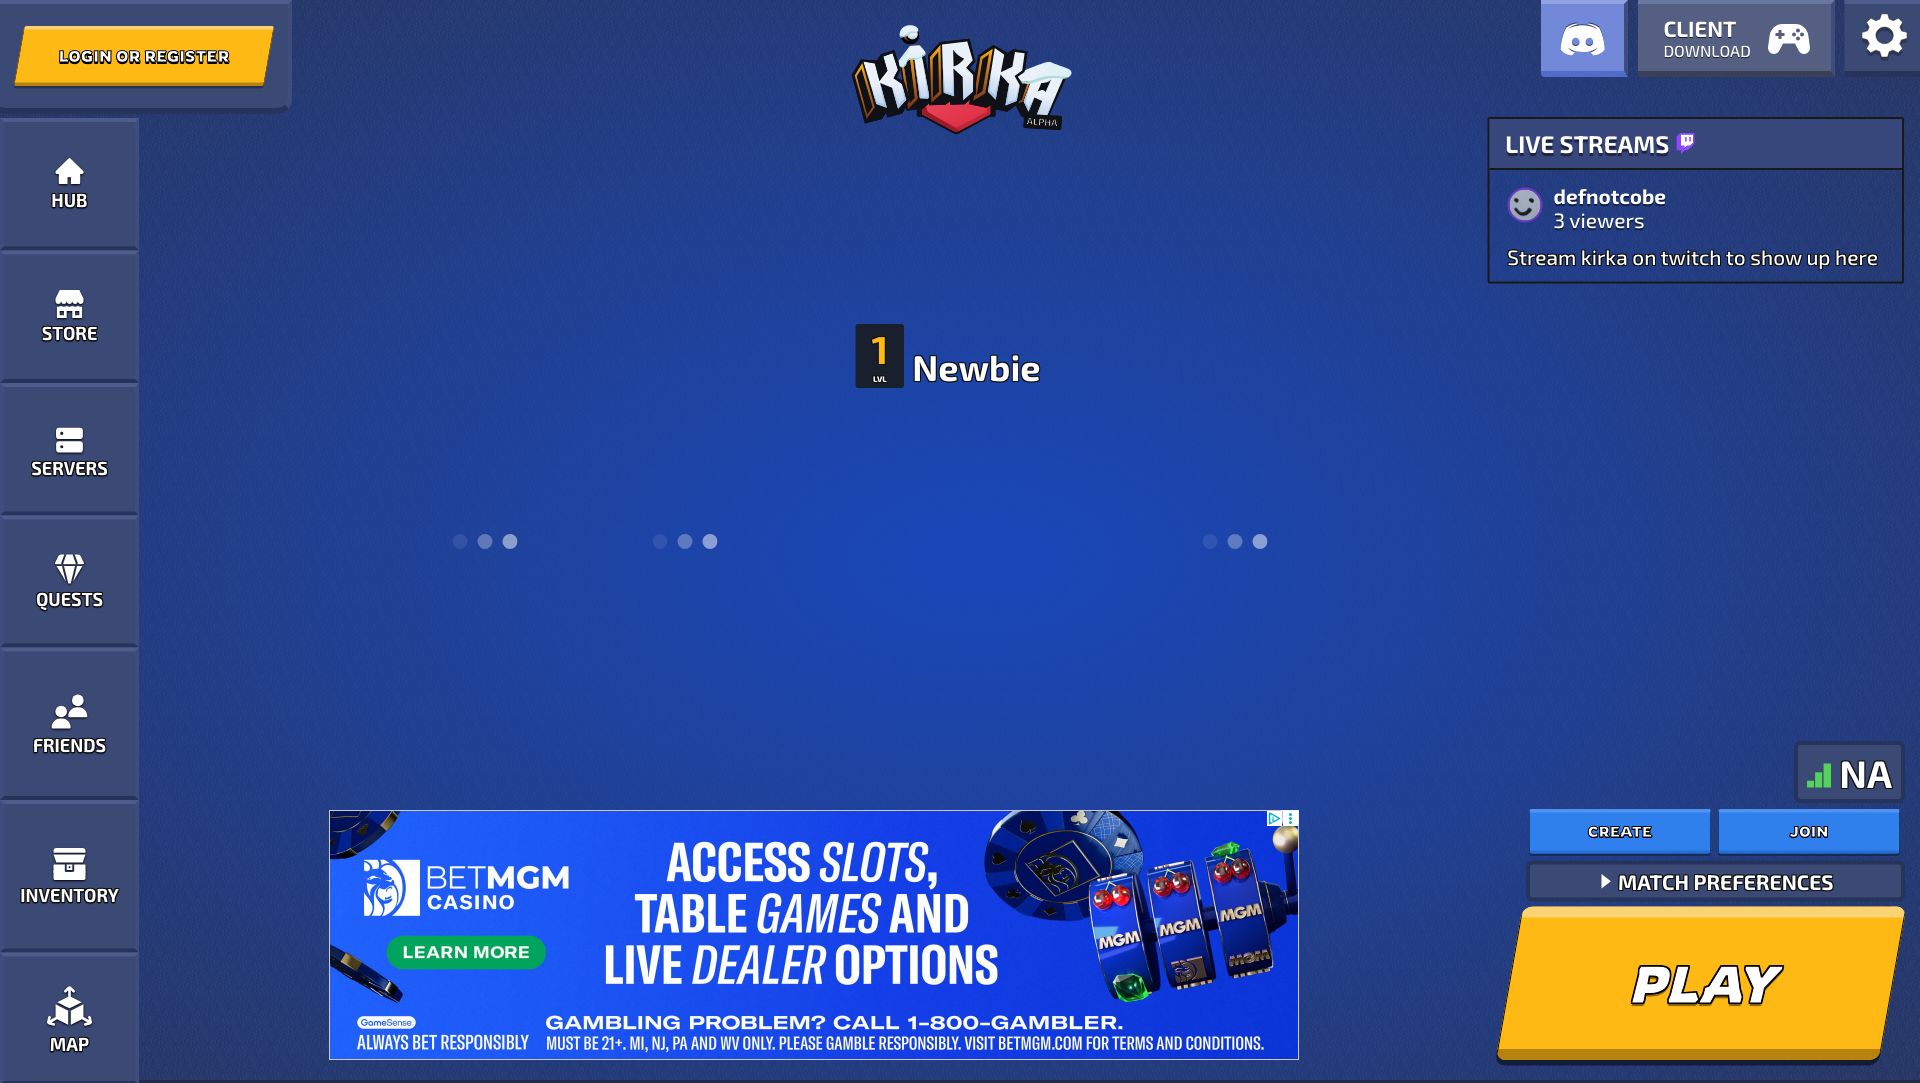 LOGIN OR REGISTER
KIRKA
ALPHA
CLIENT
DOWNLOAD
HUB
STORE
SERVERS
QUESTS
FRIENDS
INVENTORY
MAP
LIVE STREAMS
defnotcobe
3 viewers
Stream kirka on twitch to show up here
1
LVL
Newbie
BETMGM
CASINO
LEARN MORE
GameSense
ALWAYS BET RESPONSIBLY
ACCESS SLOTS,
TABLE GAMES AND
LIVE DEALER OPTIONS
MGM
MGM
MGM
MGM
GAMBLING PROBLEM? CALL 1-800-GAMBLER.
MUST BE 21+. MI, NJ, PA AND WV ONLY. PLEASE GAMBLE RESPONSIBLY. VISIT BETMGM.COM FOR TERMS AND CONDITIONS.
NA
CREATE
JOIN
MATCH PREFERENCES
PLAY